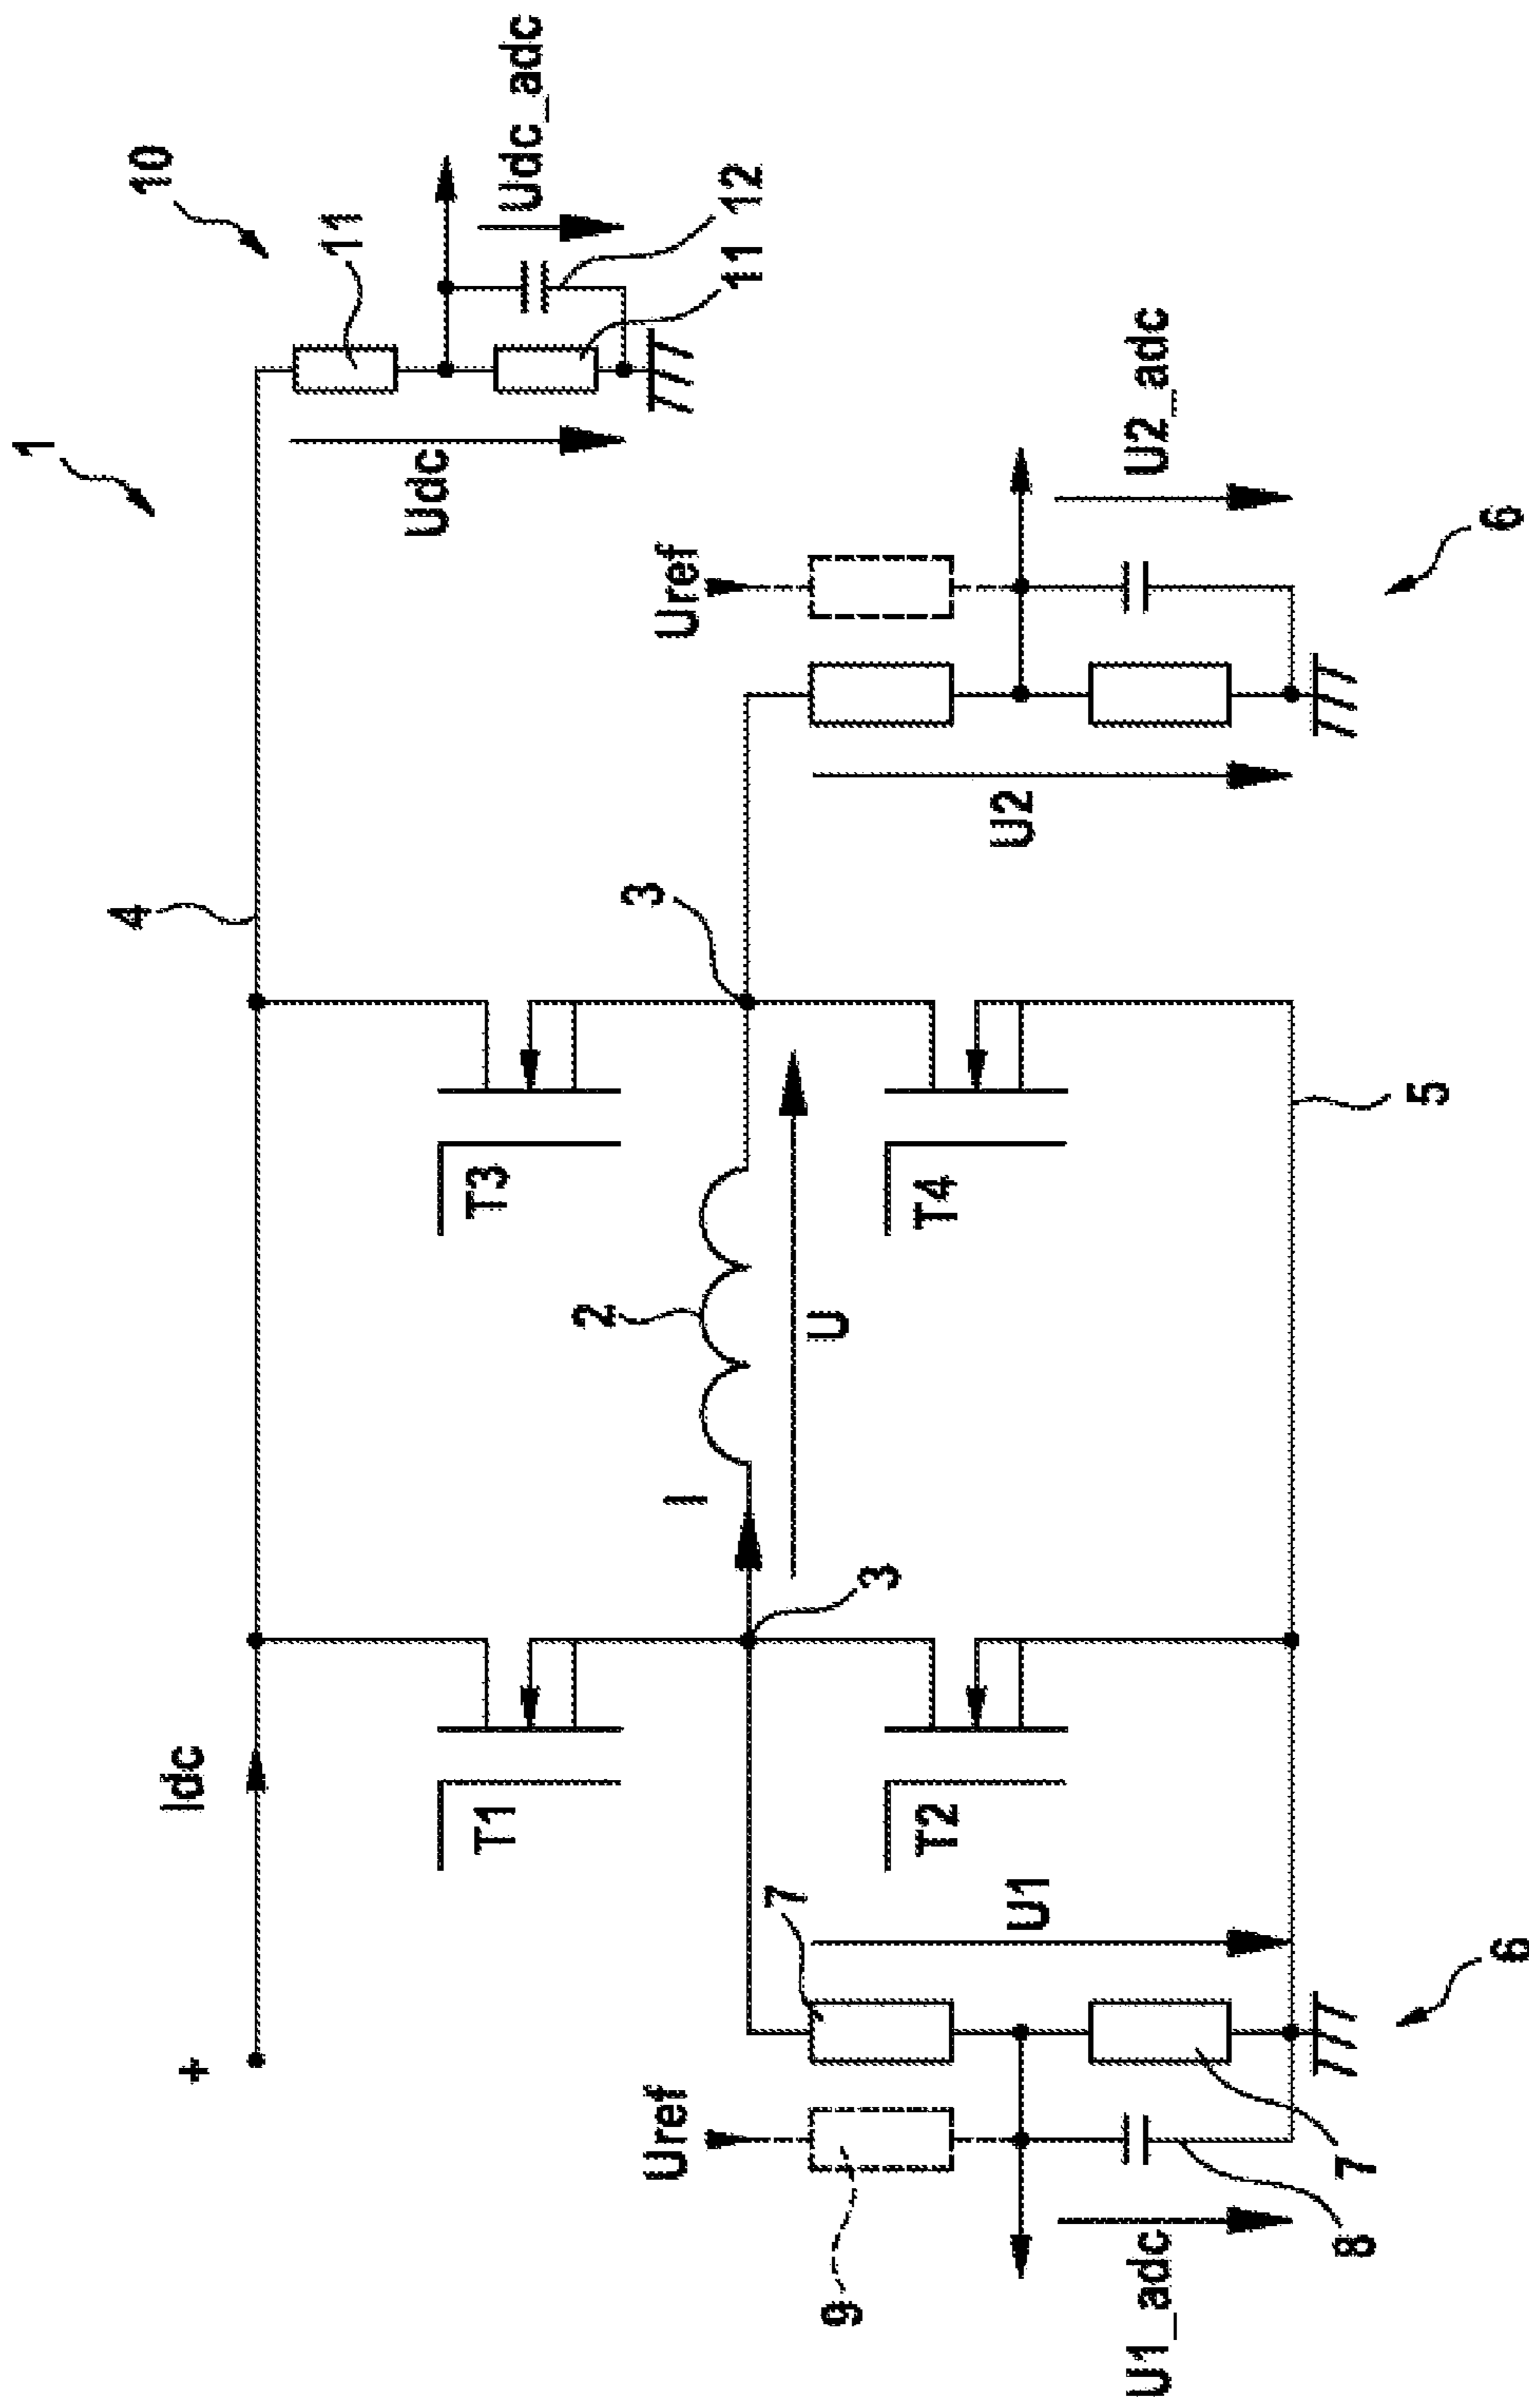 1
10
+
Idc
4
11
Udc
Udc_adc
12
11
T1
T3
I
2
3
U
3
Uref
Uref
7
9
T2
T4
U1
U2
U1_adc
U2_adc
8
7
5
6
6